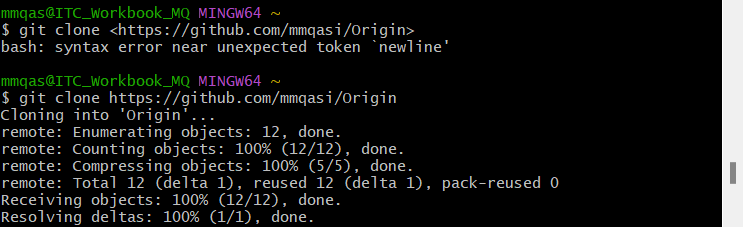 mmqas@ITC_Workbook_MQ MINGW64 ~
$ git clone <https://github.com/mmqasi/Origin>
bash: syntax error near unexpected token `newline'
mmqas@ITC_Workbook_MQ MINGW64 ~
$ git clone https://github.com/mmqasi/Origin
Cloning into 'Origin'...
remote: Enumerating objects: 12, done.
remote: Counting objects: 100% (12/12), done.
remote: Compressing objects: 100% (5/5), done.
remote: Total 12 (delta 1), reused 12 (delta 1), pack-reused 0
Receiving objects: 100% (12/12), done.
Resolving deltas: 100% (1/1), done.